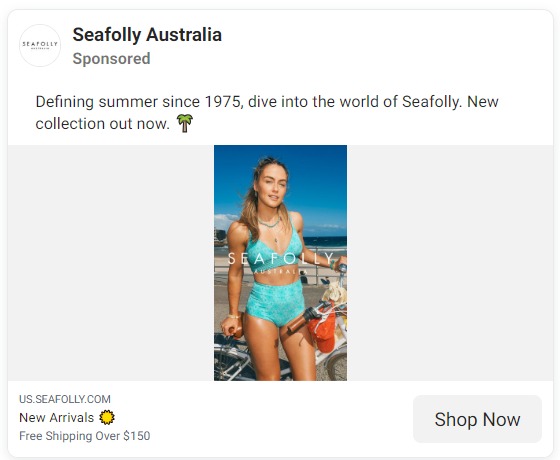 SEAFOLLY
AUSTRALIA
Seafolly Australia
Sponsored
Defining summer since 1975, dive into the world of Seafolly. New
collection out now. 🌴
SEAFOLLY
AUSTRALIA
US.SEAFOLLY.COM
New Arrivals 🌞
Free Shipping Over $150
Shop Now